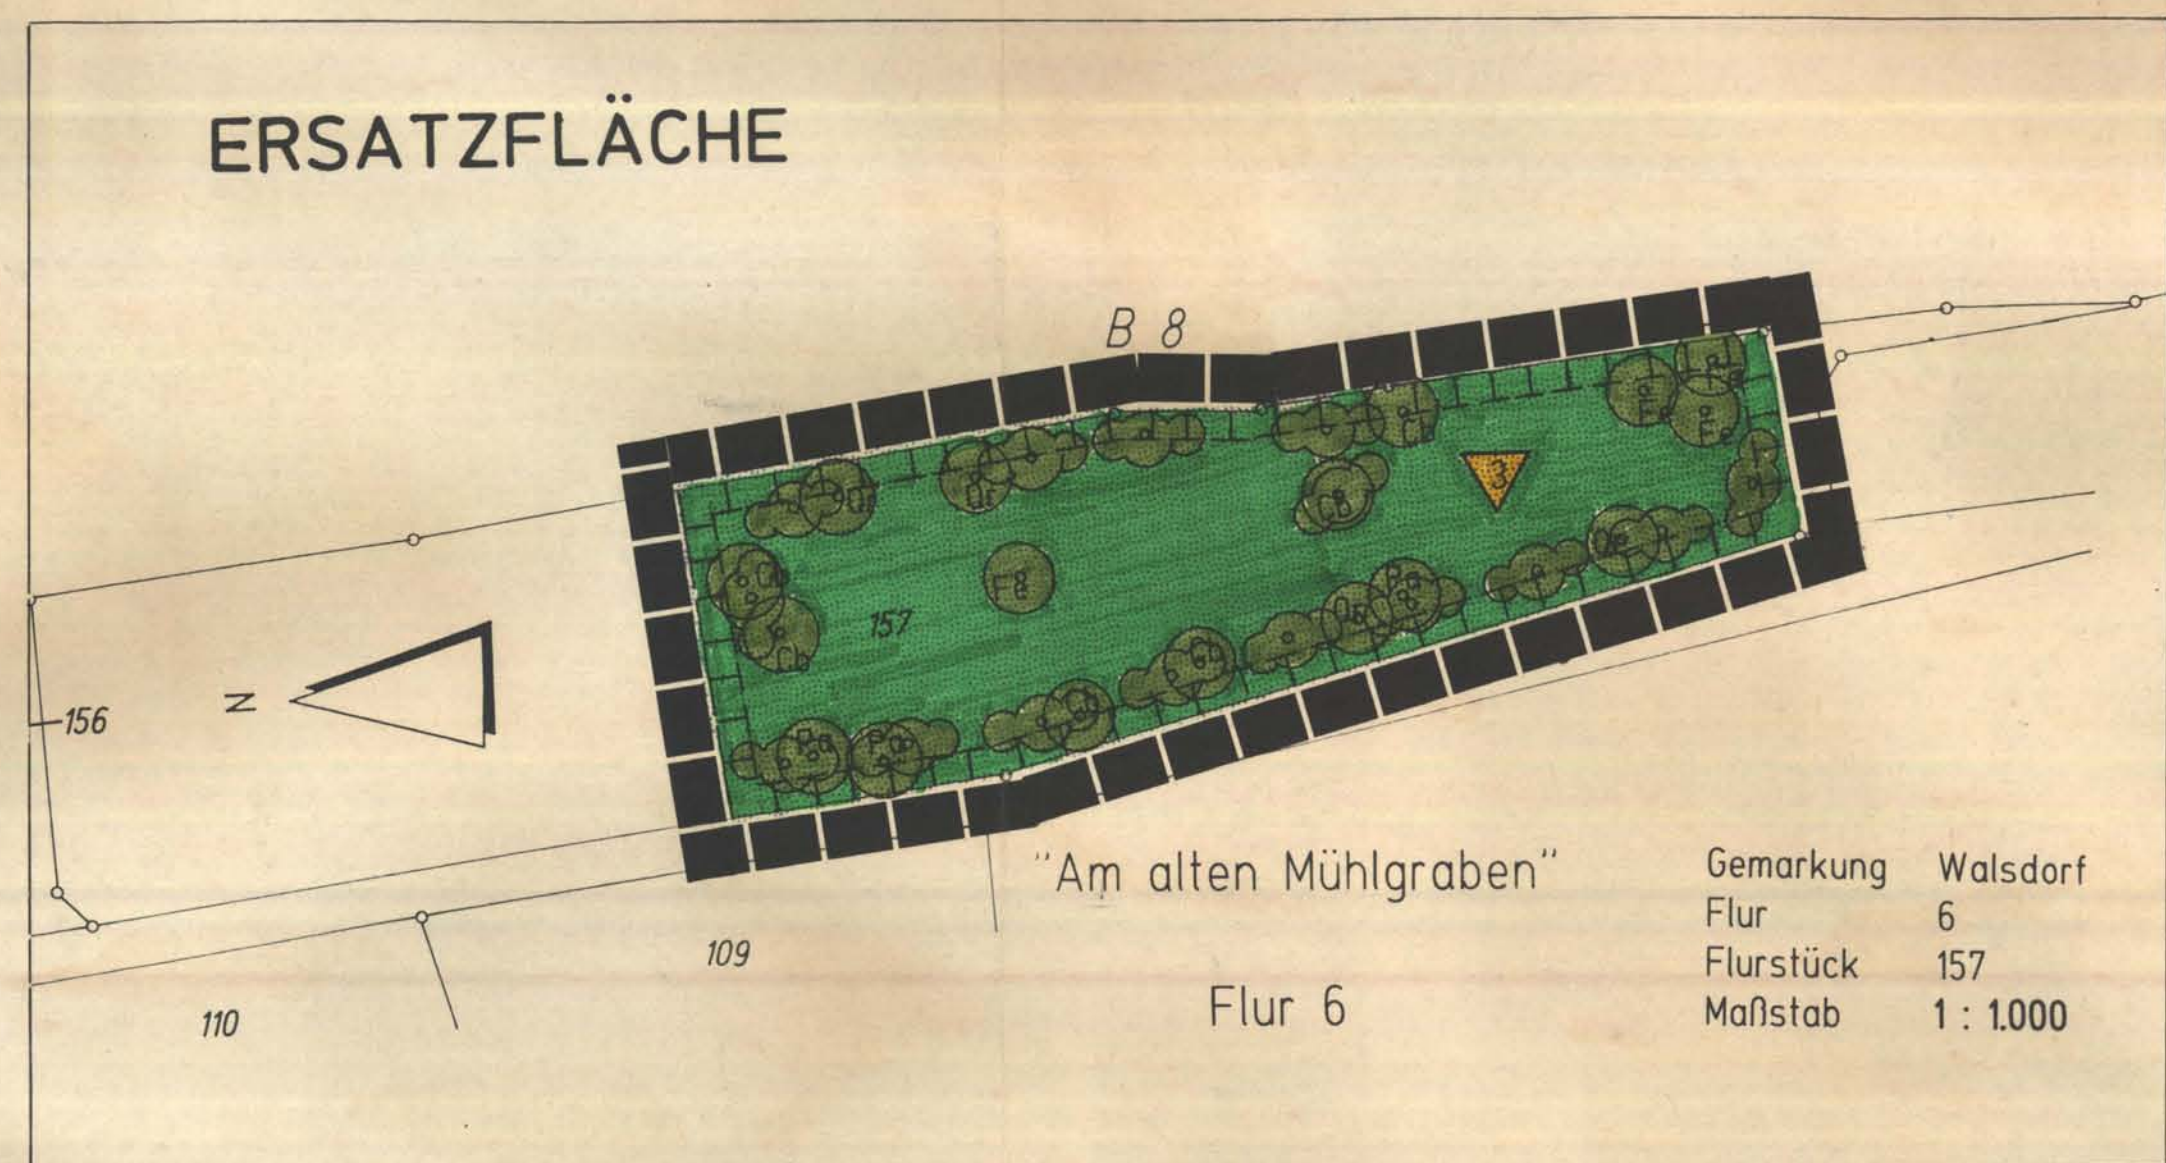 ERSATZFLÄCHE
B 8
3
Fe
157
N
156
"Am alten Mühlgraben"
Gemarkung Walsdorf
Flur 6
Flurstück 157
Maßstab 1 : 1.000
109
Flur 6
110